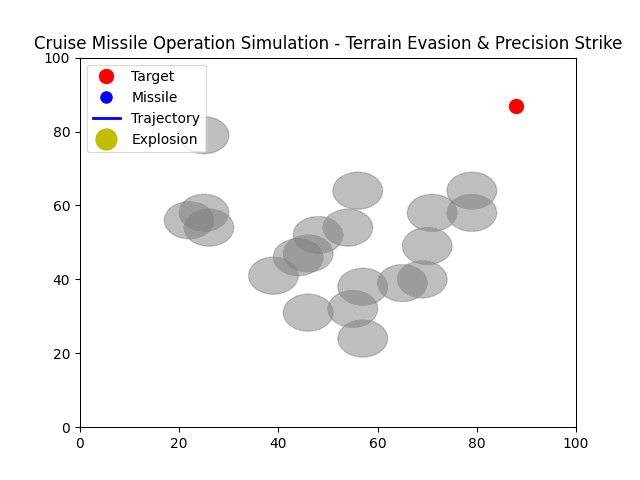 Cruise Missile Operation Simulation - Terrain Evasion & Precision Strike
100
80
60
40
20
0
Target
Missile
Trajectory
Explosion
0 20 40 60 80 100